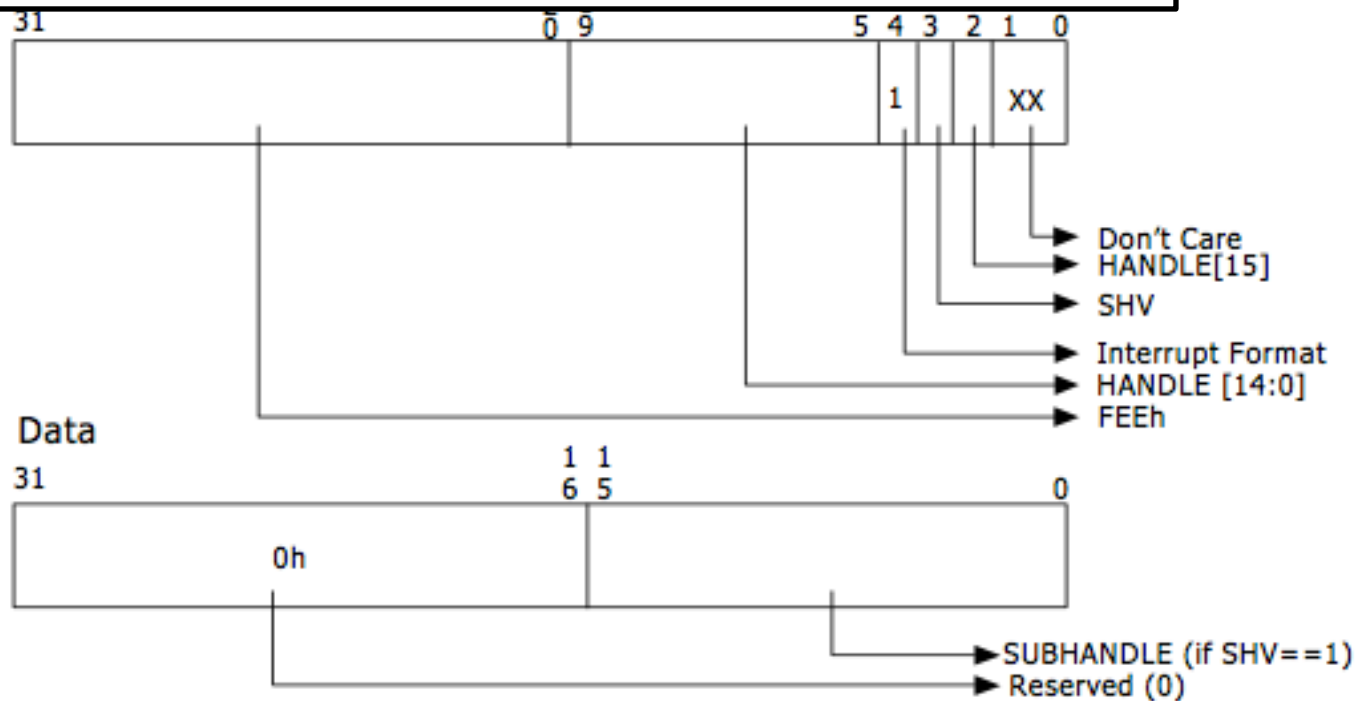 31 0 9 5 4 3 2 1 0
1 XX
Don't Care
HANDLE[15]
SHV
Interrupt Format
HANDLE [14:0]
FEEh
Data
1 1
31 6 5 0
0h
SUBHANDLE (if SHV==1)
Reserved (0)